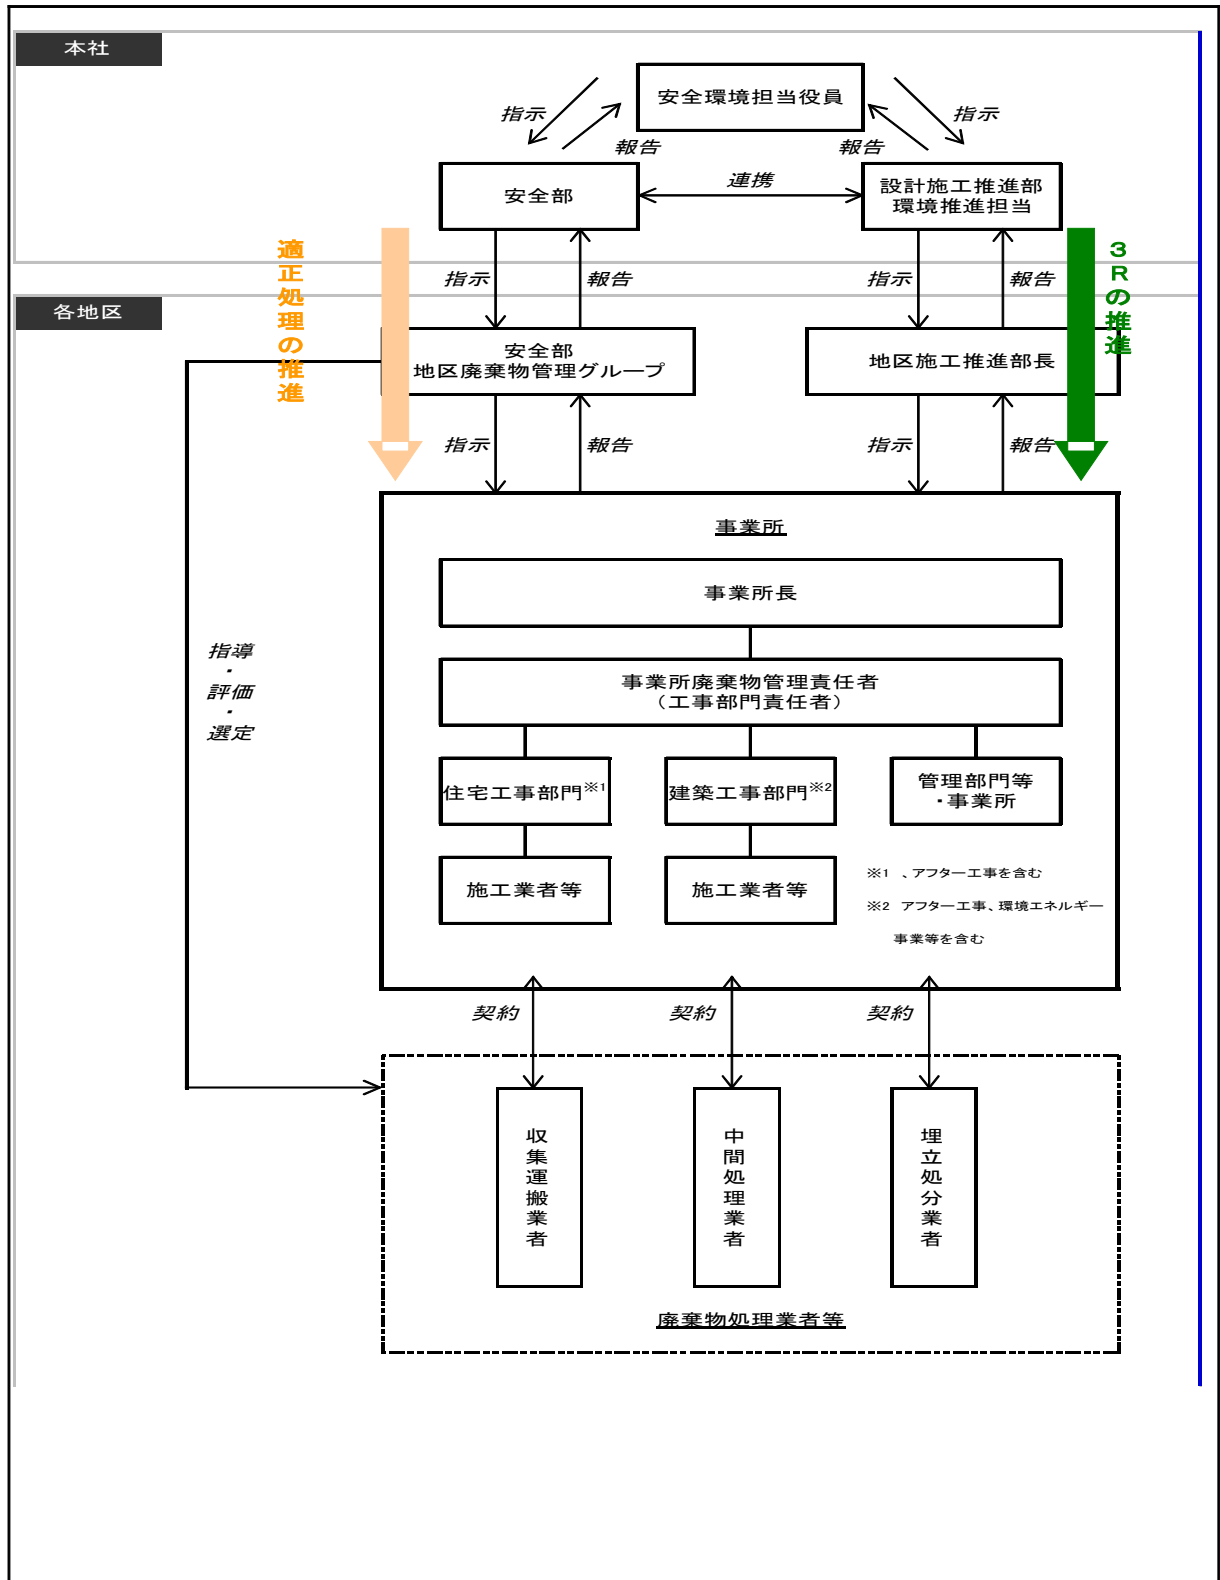 本社
安全環境担当役員
指示
報告
報告
指示
安全部
連携
設計施工推進部
環境推進担当
適正処理の推進
指示
報告
指示
報告
3Rの推進
各地区
安全部
地区廃棄物管理グループ
地区施工推進部長
指示
報告
指示
報告
事業所
事業所長
事業所廃棄物管理責任者
(工事部門責任者)
住宅工事部門※1
建築工事部門※2
管理部門等
・事業所
施工業者等
施工業者等
※1 、アフター工事を含む
※2 アフター工事、環境エネルギー
事業等を含む
指導
・
評価
・
選定
契約
契約
契約
収集運搬業者
中間処理業者
埋立処分業者
廃棄物処理業者等